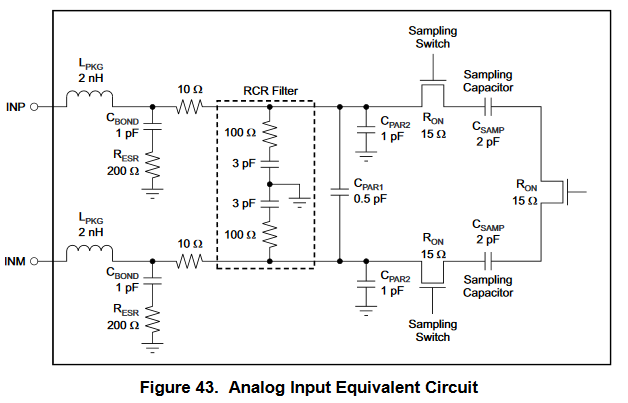 Sampling
Switch
LPKG
2 nH
Sampling
Capacitor
10 Ω
RCR Filter
INP
CBOND
1 pF
100 Ω
CPAR2
1 pF
RON
15 Ω
CSAMP
2 pF
RESR
200 Ω
3 pF
CPAR1
0.5 pF
RON
15 Ω
3 pF
LPKG
2 nH
100 Ω
CSAMP
2 pF
10 Ω
RON
15 Ω
INM
CBOND
1 pF
CPAR2
1 pF
Sampling
Capacitor
RESR
200 Ω
Sampling
Switch
Figure 43. Analog Input Equivalent Circuit